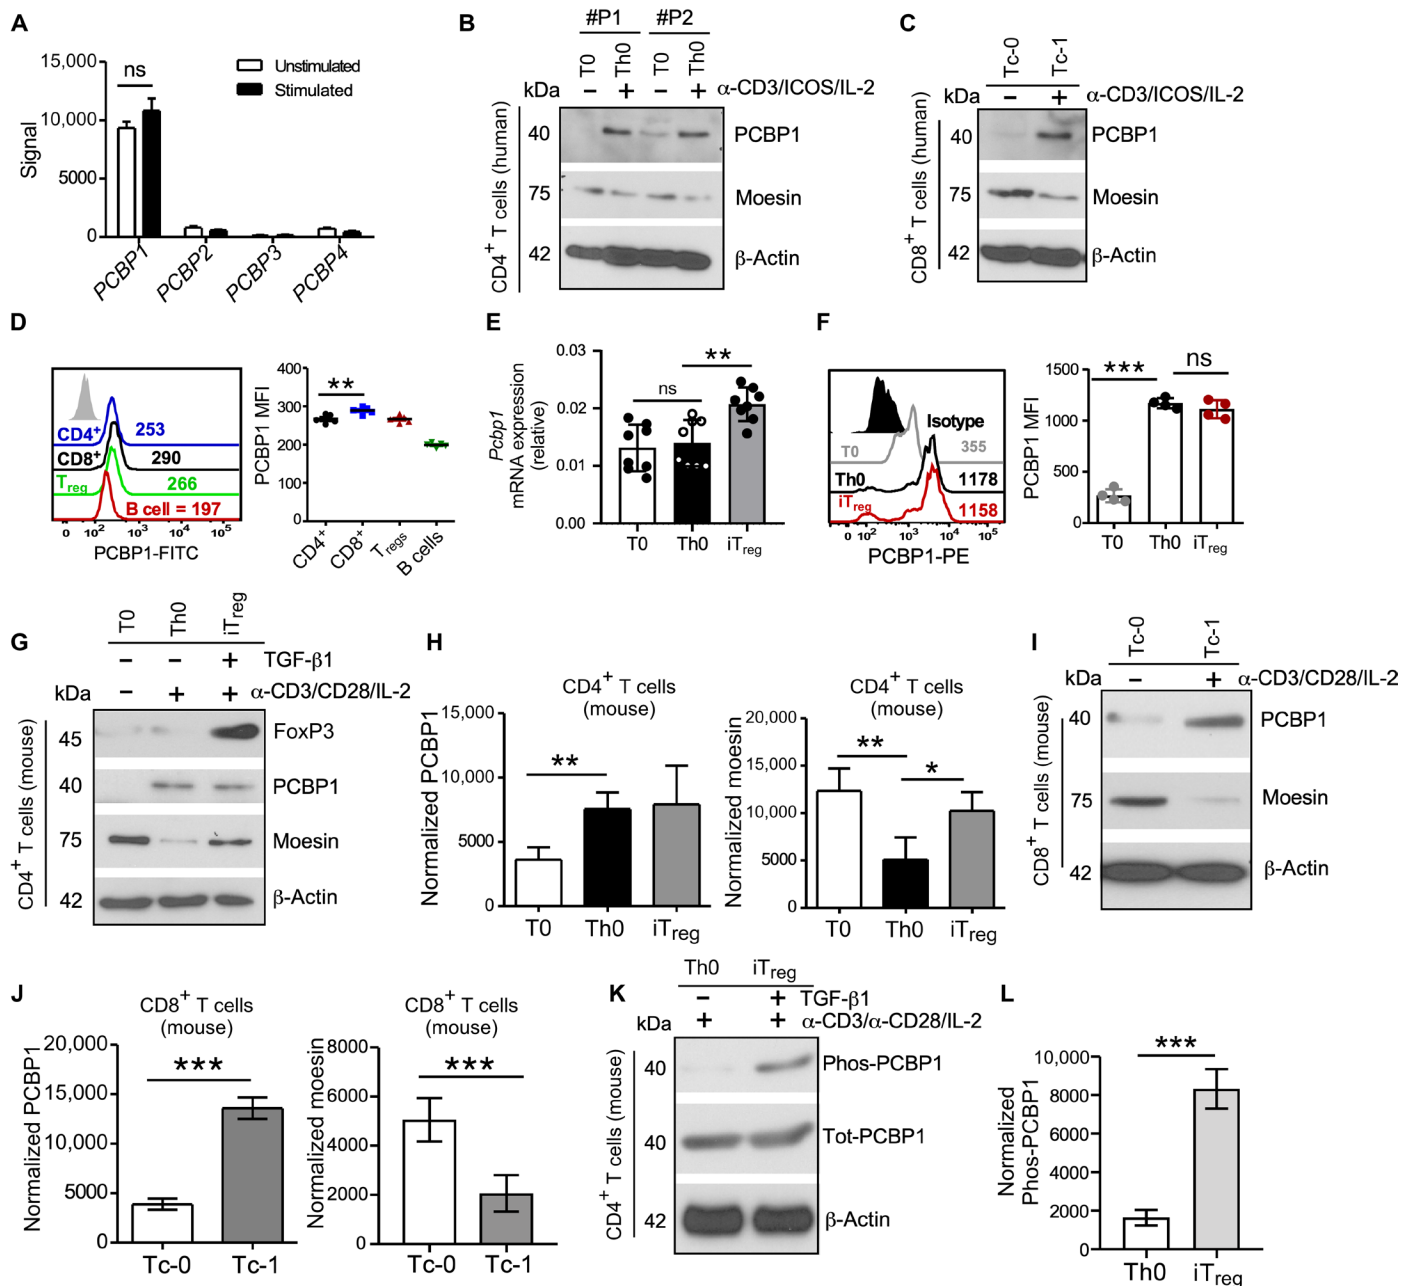 A
15,000
10,000
5000
0
Signal
ns
Unstimulated
Stimulated
PCBP1
PCBP2
PCBP3
PCBP4
B
#P1 #P2
T0 Th0 T0 Th0
kDa − + − + α-CD3/ICOS/IL-2
40 PCBP1
75 Moesin
42 β-Actin
CD4+ T cells (human)
C
Tc-0 Tc-1
kDa − + α-CD3/ICOS/IL-2
40 PCBP1
75 Moesin
42 β-Actin
CD8+ T cells (human)
D
CD4+ 253
CD8+ 290
Treg 266
B cell = 197
0 10² 10³ 10⁴ 10⁵
PCBP1-FITC
PCBP1 MFI
400
300
200
100
0
**
CD4+
CD8+
Tregs
B cells
E
Pcbp1
mRNA expression
(relative)
0.03
0.02
0.01
0.00
ns
**
T0 Th0 iTreg
F
Isotype
T0 355
Th0 1178
iTreg 1158
0 10² 10³ 10⁴ 10⁵
PCBP1-PE
PCBP1 MFI
1500
1000
500
0
*** ns
T0 Th0 iTreg
G
T0 Th0 iTreg
− − + TGF-β1
kDa − + + α-CD3/CD28/IL-2
45 FoxP3
40 PCBP1
75 Moesin
42 β-Actin
CD4+ T cells (mouse)
H
CD4+ T cells
(mouse)
Normalized PCBP1
15,000
10,000
5000
0
**
T0 Th0 iTreg
CD4+ T cells
(mouse)
Normalized moesin
20,000
15,000
10,000
5000
0
**
*
T0 Th0 iTreg
I
Tc-0 Tc-1
kDa − + α-CD3/CD28/IL-2
40 PCBP1
75 Moesin
42 β-Actin
CD8+ T cells (mouse)
J
CD8+ T cells
(mouse)
Normalized PCBP1
20,000
15,000
10,000
5000
0
***
Tc-0 Tc-1
CD8+ T cells
(mouse)
Normalized moesin
8000
6000
4000
2000
0
***
Tc-0 Tc-1
K
Th0 iTreg
− + TGF-β1
kDa + + α-CD3/α-CD28/IL-2
40 Phos-PCBP1
40 Tot-PCBP1
42 β-Actin
CD4+ T cells (mouse)
L
Normalized
Phos-PCBP1
10,000
8000
6000
4000
2000
0
***
Th0 iTreg